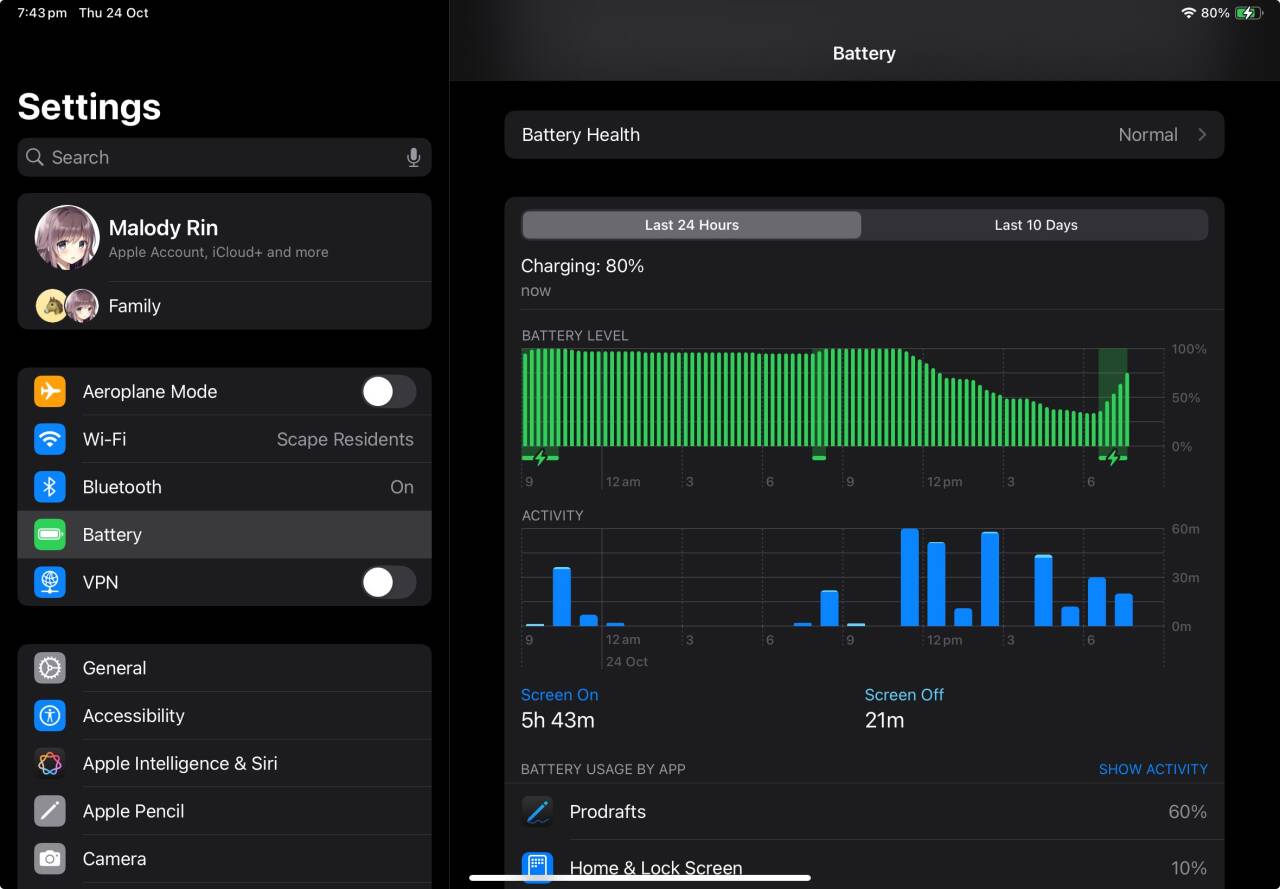 7:43 pm Thu 24 Oct
80%
Settings
Search
Malody Rin
Apple Account, iCloud+ and more
Family
Aeroplane Mode
Wi-Fi Scape Residents
Bluetooth On
Battery
VPN
General
Accessibility
Apple Intelligence & Siri
Apple Pencil
Camera
Battery
Battery Health Normal
Last 24 Hours Last 10 Days
Charging: 80%
now
BATTERY LEVEL
100%
50%
0%
9 12 am 3 6 9 12 pm 3 6
ACTIVITY
60m
30m
0m
9 12 am 3 6 9 12 pm 3 6
24 Oct
Screen On Screen Off
5h 43m 21m
BATTERY USAGE BY APP SHOW ACTIVITY
Prodrafts 60%
Home & Lock Screen 10%